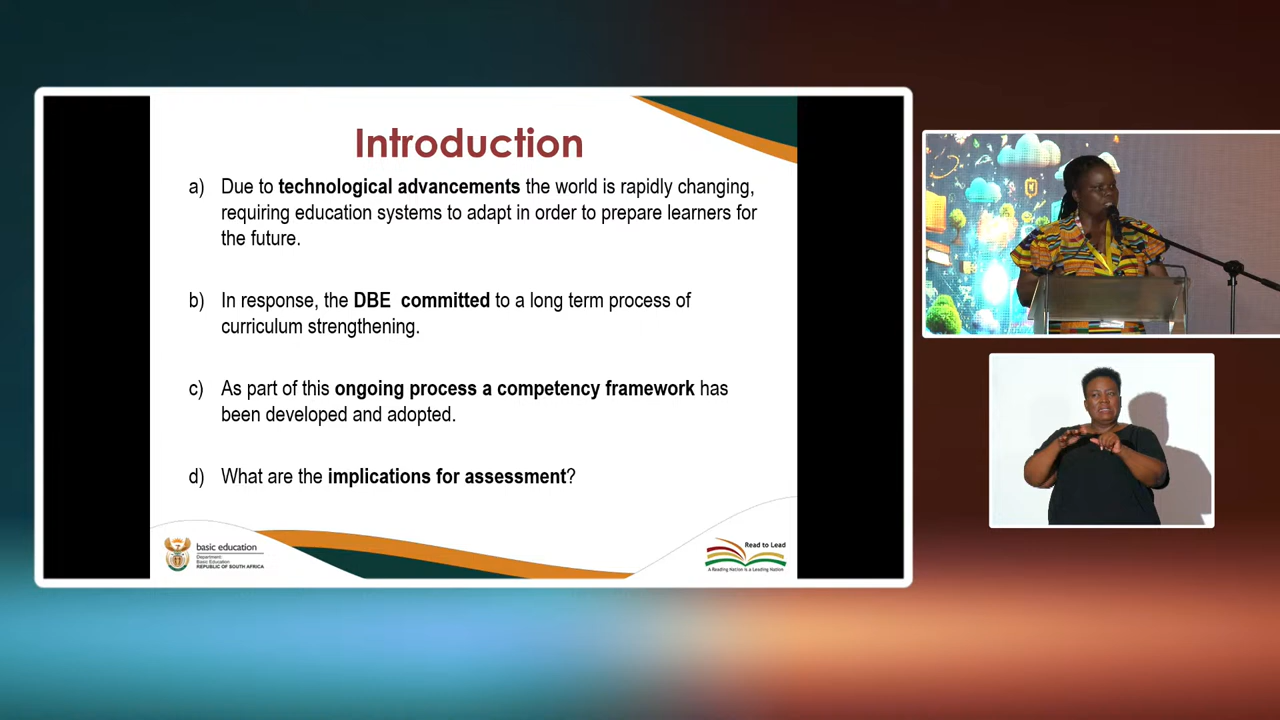 Introduction
a) Due to technological advancements the world is rapidly changing,
requiring education systems to adapt in order to prepare learners for
the future.
b) In response, the DBE committed to a long term process of
curriculum strengthening.
c) As part of this ongoing process a competency framework has
been developed and adopted.
d) What are the implications for assessment?
basic education
Department:
Basic Education
REPUBLIC OF SOUTH AFRICA
Read to Lead
A Reading Nation is a Leading Nation